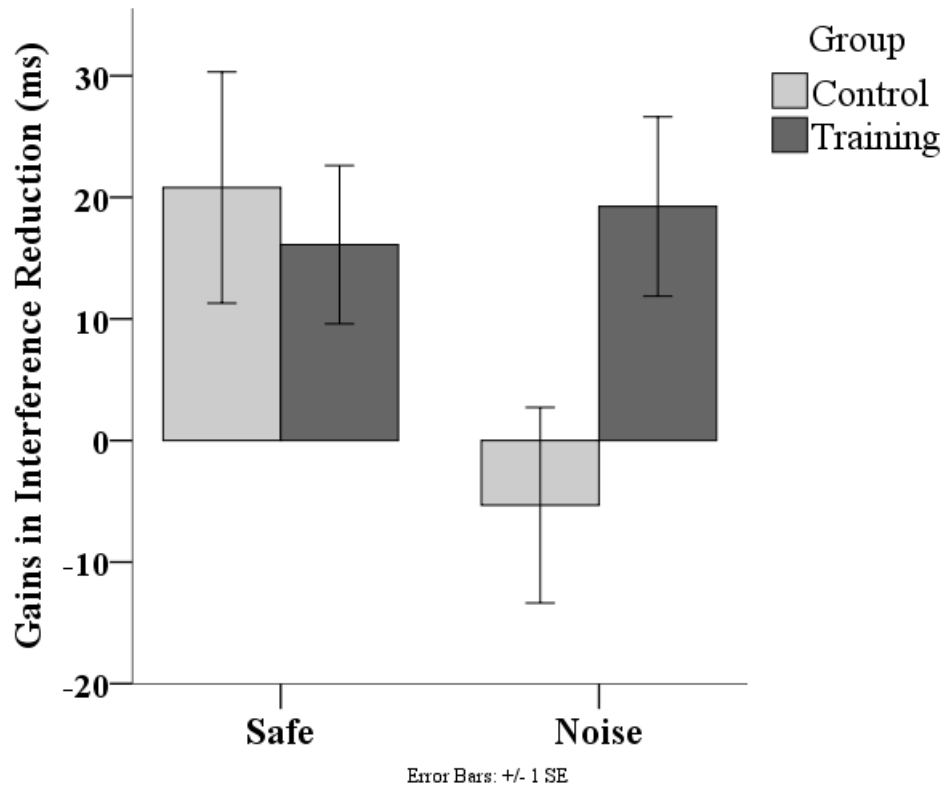 Gains in Interference Reduction (ms)
30
20
10
0
-10
-20
Safe
Noise
Error Bars: +/- 1 SE
Group
Control
Training